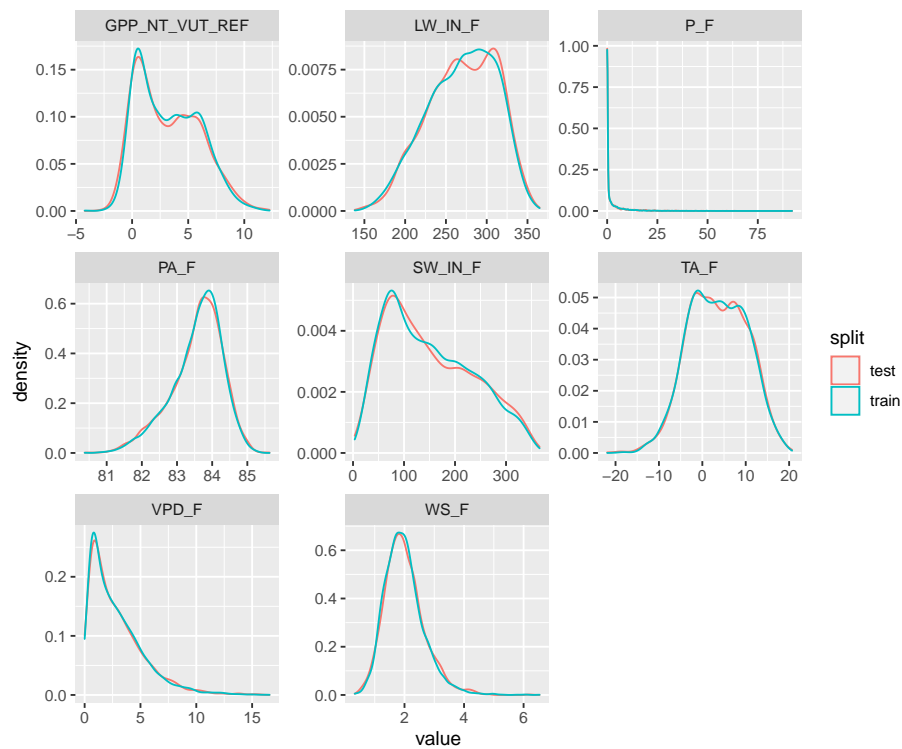 GPP_NT_VUT_REF
LW_IN_F
P_F
0.15
0.10
0.05
0.00
−5 0 5 10
0.0075
0.0050
0.0025
0.0000
150 200 250 300 350
1.00
0.75
0.50
0.25
0.00
0 25 50 75
PA_F
SW_IN_F
TA_F
0.6
0.4
0.2
0.0
81 82 83 84 85
0.004
0.002
0.000
0 100 200 300
0.05
0.04
0.03
0.02
0.01
0.00
−20 −10 0 10 20
VPD_F
WS_F
0.2
0.1
0.0
0 5 10 15
0.6
0.4
0.2
0.0
2 4 6
density
value
split
test
train